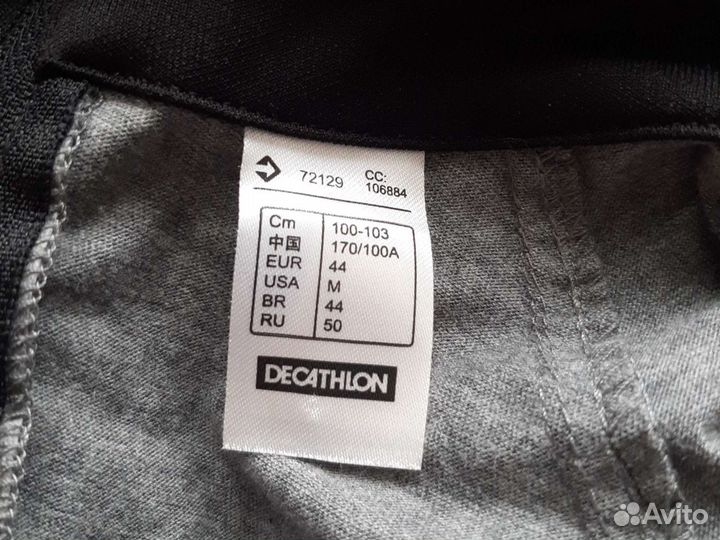 72129 CC:
106884
Cm 100-103
中国 170/100A
EUR 44
USA M
BR 44
RU 50
DECATHLON
Avito